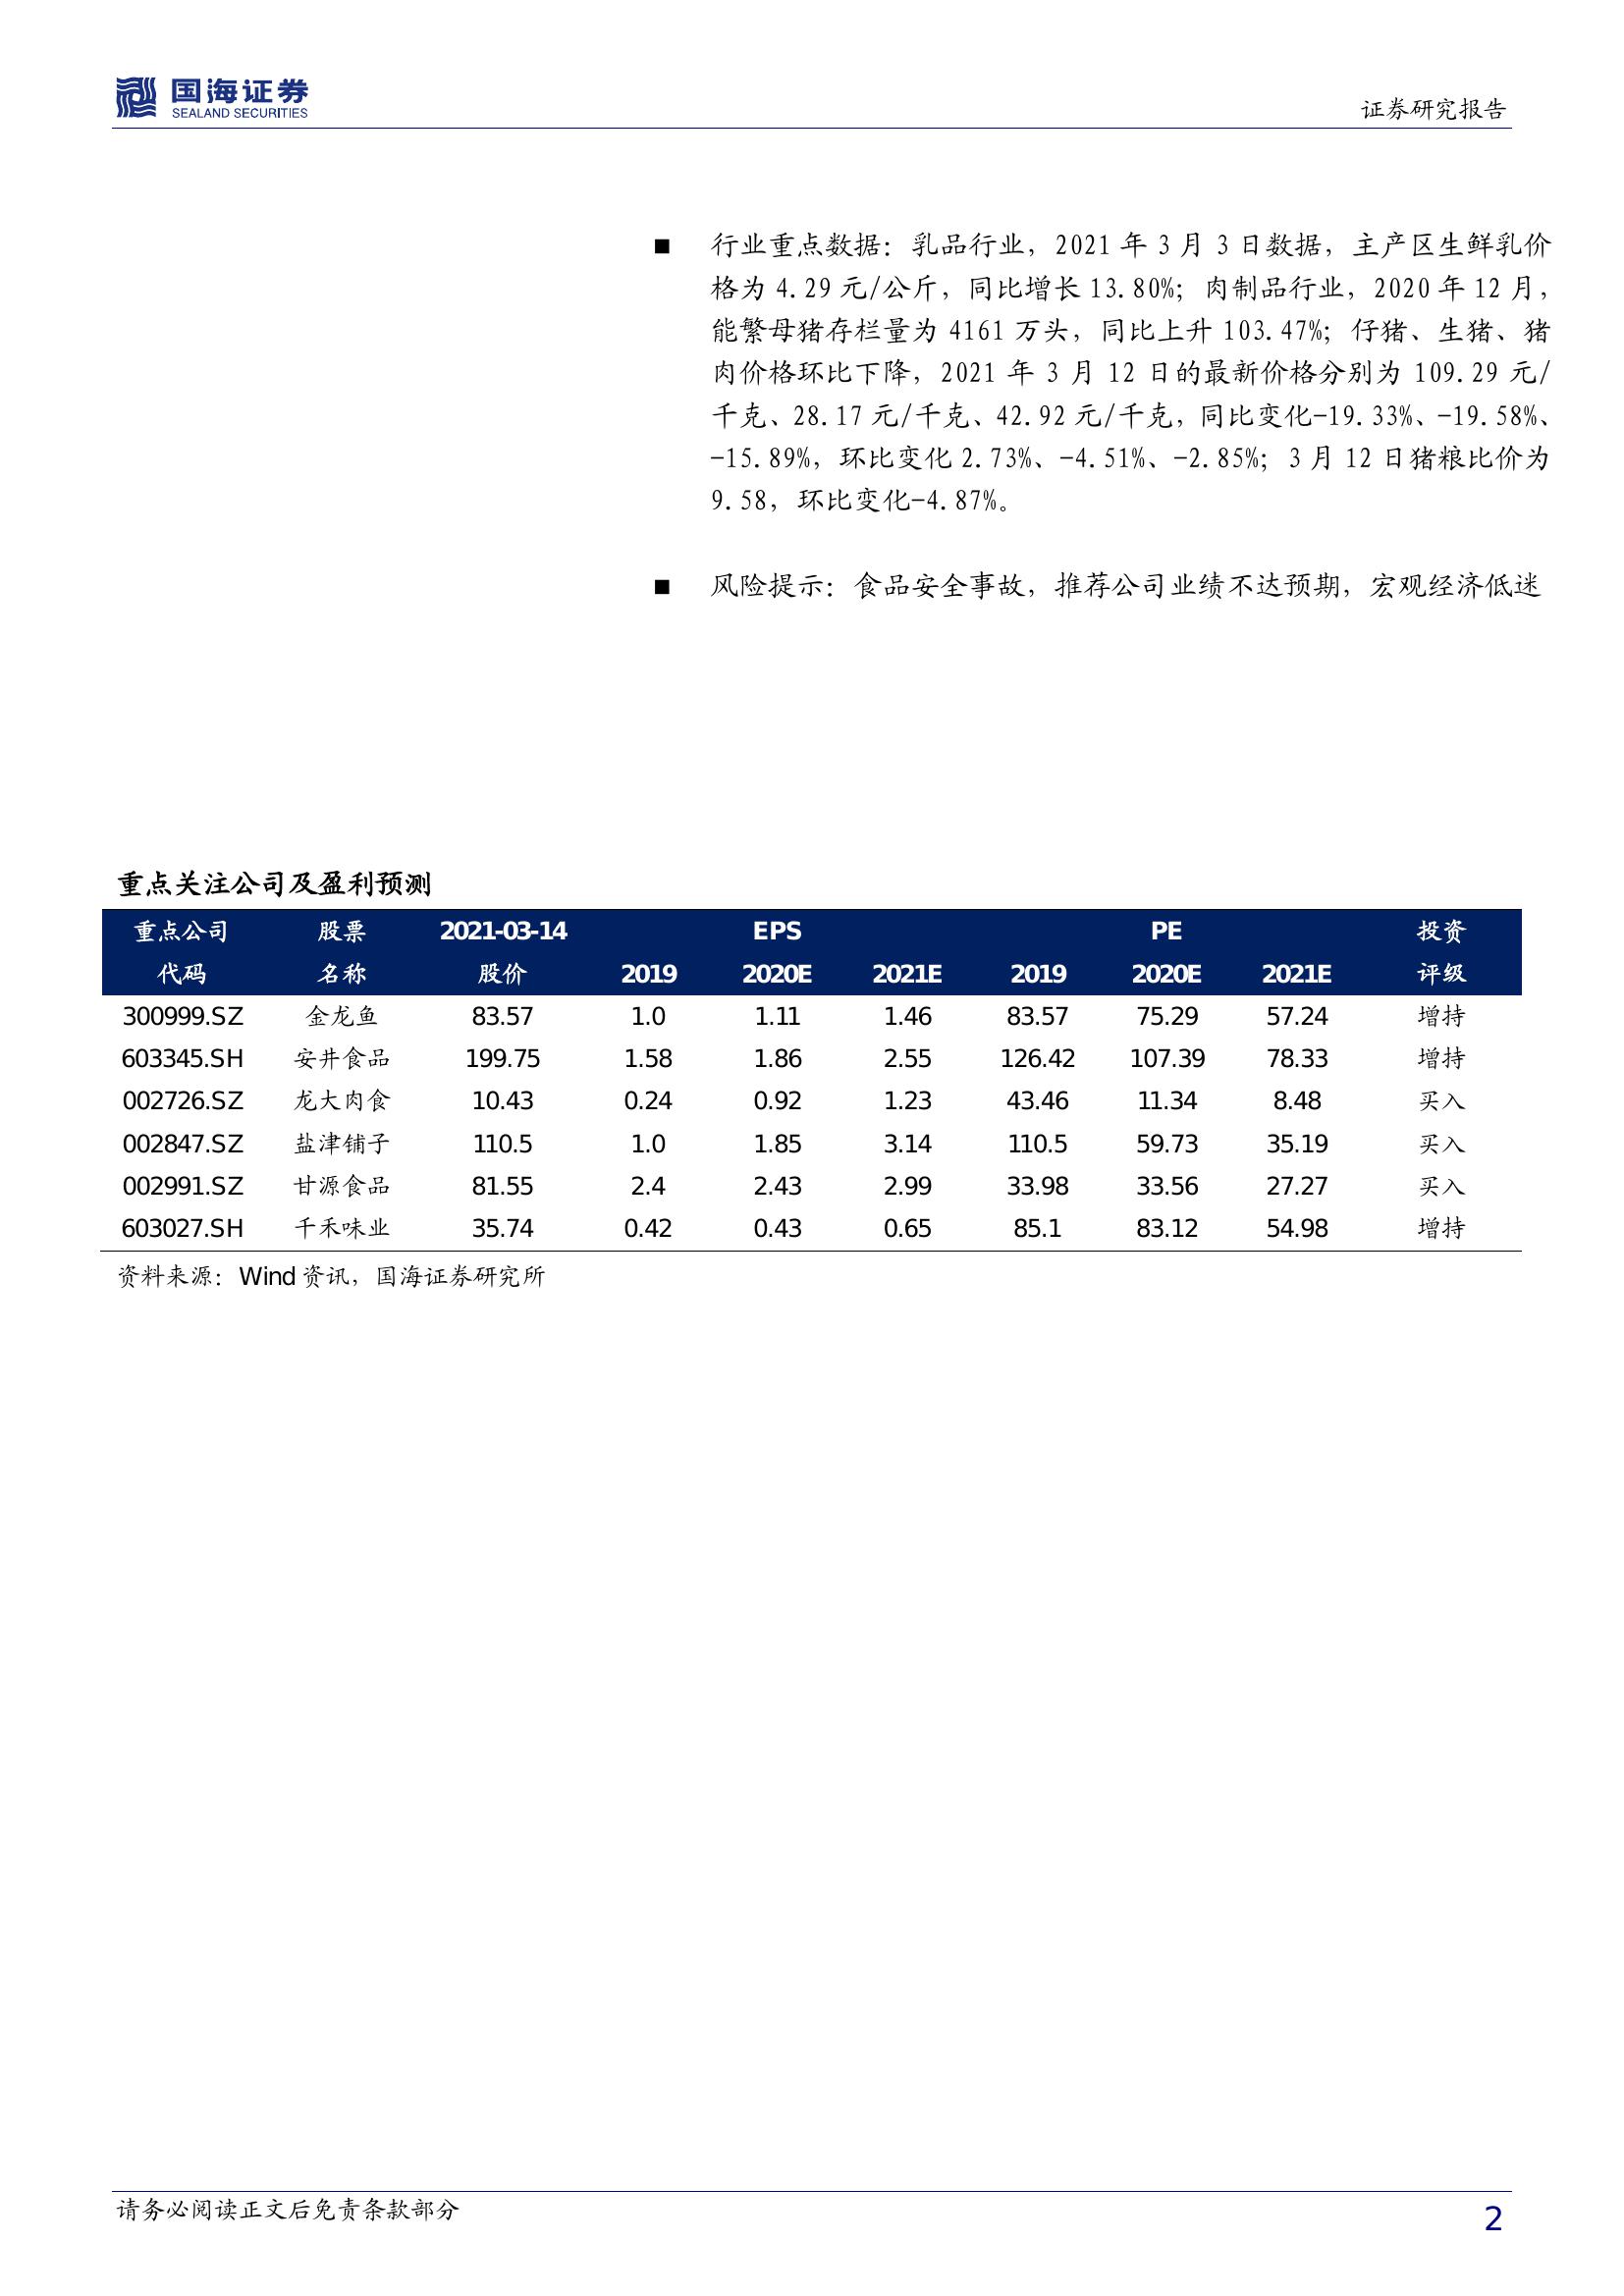 国海证券
SEALAND SECURITIES
证券研究报告
■ 行业重点数据：乳品行业，2021 年 3 月 3 日数据，主产区生鲜乳价
格为 4.29 元/公斤，同比增长 13.80%；肉制品行业，2020 年 12 月，
能繁母猪存栏量为 4161 万头，同比上升 103.47%；仔猪、生猪、猪
肉价格环比下降，2021 年 3 月 12 日的最新价格分别为 109.29 元/
千克、28.17 元/千克、42.92 元/千克，同比变化-19.33%、-19.58%、
-15.89%，环比变化 2.73%、-4.51%、-2.85%；3 月 12 日猪粮比价为
9.58，环比变化-4.87%。
■ 风险提示：食品安全事故，推荐公司业绩不达预期，宏观经济低迷
重点关注公司及盈利预测
重点公司 股票 2021-03-14 EPS PE 投资
代码 名称 股价 2019 2020E 2021E 2019 2020E 2021E 评级
300999.SZ 金龙鱼 83.57 1.0 1.11 1.46 83.57 75.29 57.24 增持
603345.SH 安井食品 199.75 1.58 1.86 2.55 126.42 107.39 78.33 增持
002726.SZ 龙大肉食 10.43 0.24 0.92 1.23 43.46 11.34 8.48 买入
002847.SZ 盐津铺子 110.5 1.0 1.85 3.14 110.5 59.73 35.19 买入
002991.SZ 甘源食品 81.55 2.4 2.43 2.99 33.98 33.56 27.27 买入
603027.SH 千禾味业 35.74 0.42 0.43 0.65 85.1 83.12 54.98 增持
资料来源：Wind 资讯，国海证券研究所
请务必阅读正文后免责条款部分
2